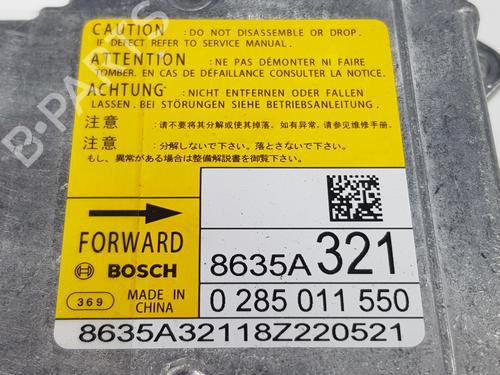 CAUTION : DO NOT DISASSEMBLE OR DROP.
IF DEFECT REFER TO SERVICE MANUAL.
ATTENTION : NE PAS DÉMONTER NI FAIRE
TOMBER. EN CAS DE DÉFAILLANCE CONSULTER LA NOTICE.
ACHTUNG : NICHT ENTFERNEN ODER FALLEN
LASSEN. BEI STÖRUNGEN SIEHE BETRIEBSANLEITUNG.
注意 : 请不要将其分解或使其掉落。如有异常,请参见维修手册.
注意 : 分解しないで下さい。落とさないでください。
もし、異常がある場合は整備解説書を御覧下さい。
FORWARD
8635A321
BOSCH
369 MADE IN CHINA
0 285 011 550
8635A32118Z220521
B-PARTS